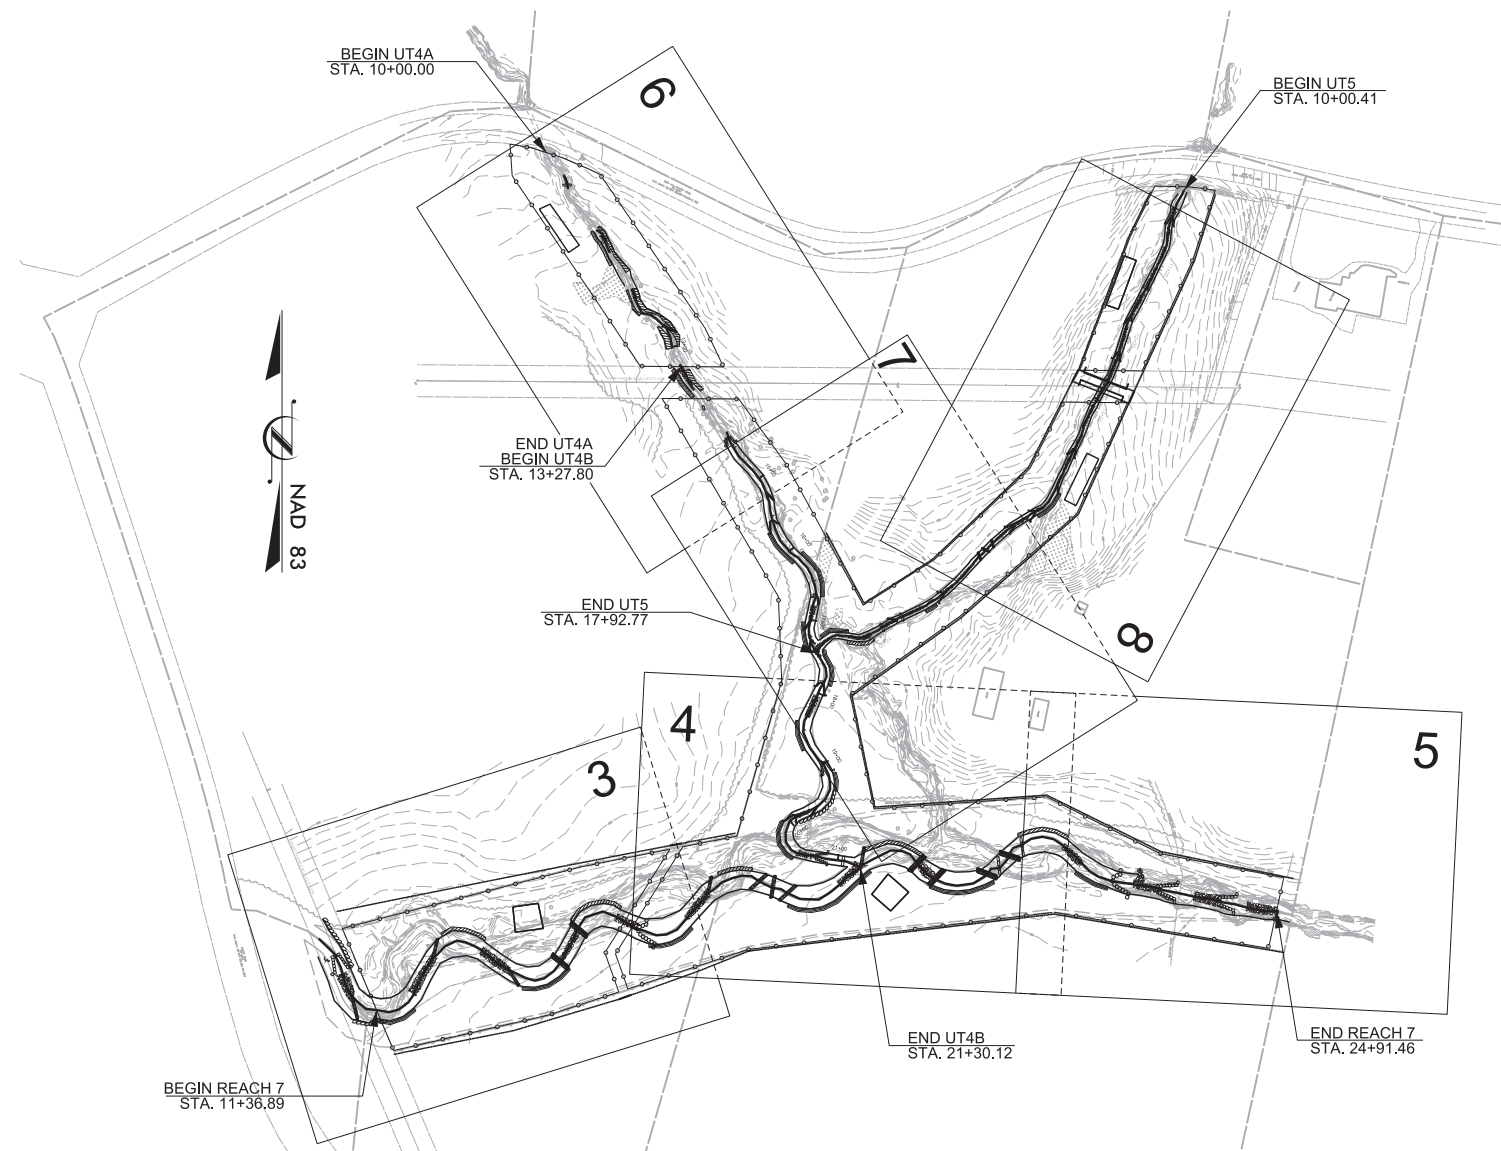 BEGIN UT4A
STA. 10+00.00
6
BEGIN UT5
STA. 10+00.41
7
END UT4A
BEGIN UT4B
STA. 13+27.80
NAD 83
END UT5
STA. 17+92.77
8
4
5
3
21+00
END UT4B
STA. 21+30.12
END REACH 7
STA. 24+91.46
BEGIN REACH 7
STA. 11+36.89